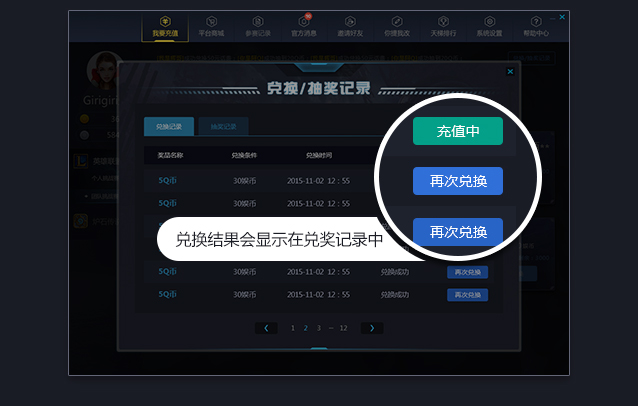 我要充值 平台商城 参赛记录 官方消息 邀请好友 你提我改 天梯排行 系统设置 帮助中心
Girigiri
兑换/抽奖记录
兑换记录 抽奖记录
奖品名称 兑换条件 兑换时间
充值中
5Q币 30娱币 2015-11-02 12：55
再次兑换
5Q币 30娱币 2015-11-02 12：55
再次兑换
兑换结果会显示在兑奖记录中
5Q币 30娱币 2015-11-02 12：55 兑换成功 再次兑换
5Q币 30娱币 2015-11-02 12：55 兑换成功 再次兑换
1 2 3 — 12